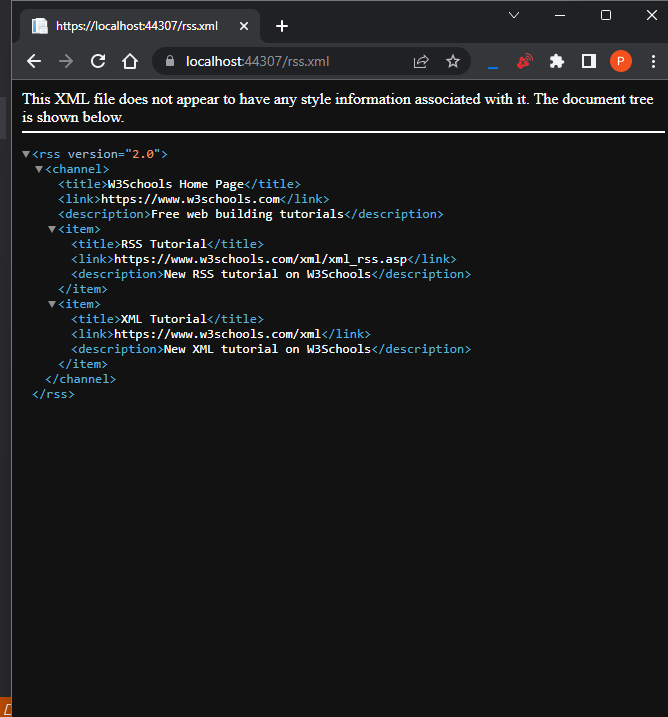 https://localhost:44307/rss.xml
localhost:44307/rss.xml
P
This XML file does not appear to have any style information associated with it. The document tree
is shown below.
<rss version="2.0">
<channel>
<title>W3Schools Home Page</title>
<link>https://www.w3schools.com</link>
<description>Free web building tutorials</description>
<item>
<title>RSS Tutorial</title>
<link>https://www.w3schools.com/xml/xml_rss.asp</link>
<description>New RSS tutorial on W3Schools</description>
</item>
<item>
<title>XML Tutorial</title>
<link>https://www.w3schools.com/xml</link>
<description>New XML tutorial on W3Schools</description>
</item>
</channel>
</rss>